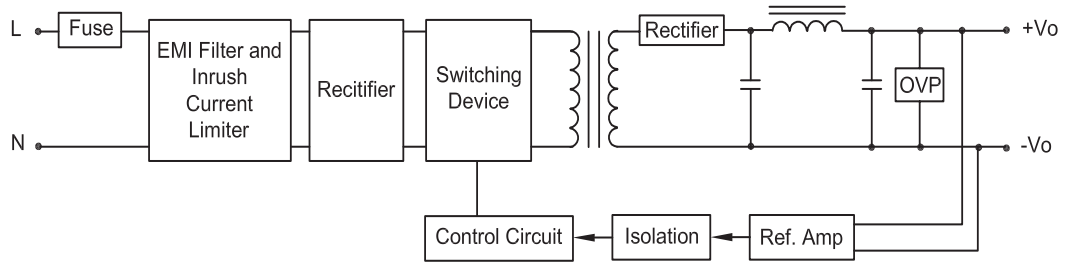 L
Fuse
EMI Filter and
Inrush
Current
Limiter
Recitifier
Switching
Device
Rectifier
OVP
+Vo
N
-Vo
Control Circuit
Isolation
Ref. Amp